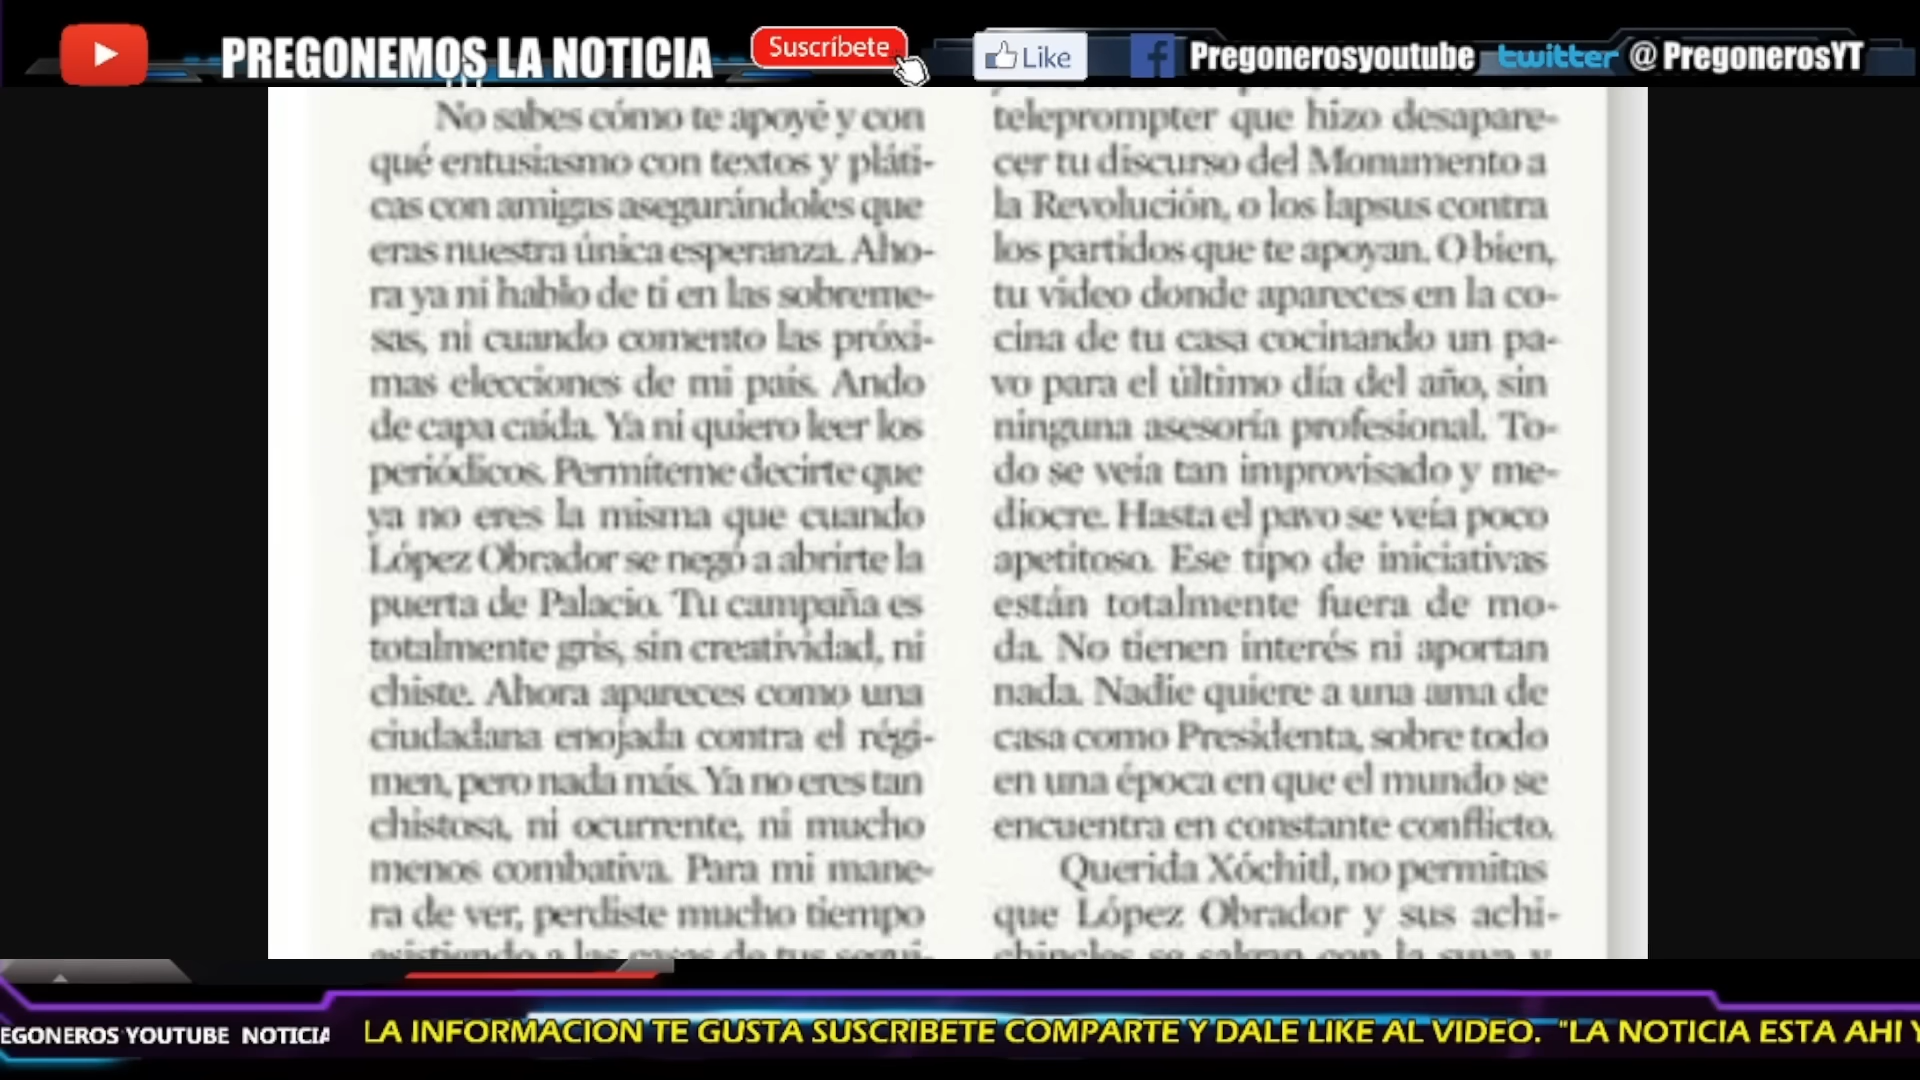 PREGONEMOS LA NOTICIA
Suscríbete
Like
Pregonerosyoutube
twitter @PregonerosYT
No sabes cómo te apoyé y con
qué entusiasmo con textos y pláti-
cas con amigas asegurándoles que
eras nuestra única esperanza. Aho-
ra ya ni hablo de ti en las sobreme-
sas, ni cuando comento las próxi-
mas elecciones de mi país. Ando
de capa caída. Ya ni quiero leer los
periódicos. Permíteme decirte que
ya no eres la misma que cuando
López Obrador se negó a abrirte la
puerta de Palacio. Tu campaña es
totalmente gris, sin creatividad, ni
chiste. Ahora apareces como una
ciudadana enojada contra el régi-
men, pero nada más. Ya no eres tan
chistosa, ni ocurrente, ni mucho
menos combativa. Para mi mane-
ra de ver, perdiste mucho tiempo
asistiendo a las casas de tus segui-
teleprompter que hizo desapare-
cer tu discurso del Monumento a
la Revolución, o los lapsus contra
los partidos que te apoyan. O bien,
tu video donde apareces en la co-
cina de tu casa cocinando un pa-
vo para el último día del año, sin
ninguna asesoría profesional. To-
do se veía tan improvisado y me-
diocre. Hasta el pavo se veía poco
apetitoso. Ese tipo de iniciativas
están totalmente fuera de mo-
da. No tienen interés ni aportan
nada. Nadie quiere a una ama de
casa como Presidenta, sobre todo
en una época en que el mundo se
encuentra en constante conflicto.
Querida Xóchitl, no permitas
que López Obrador y sus achi-
chincles se salgan con la suya y
EGONEROS YOUTUBE NOTICIA
LA INFORMACION TE GUSTA SUSCRIBETE COMPARTE Y DALE LIKE AL VIDEO. "LA NOTICIA ESTA AHI Y